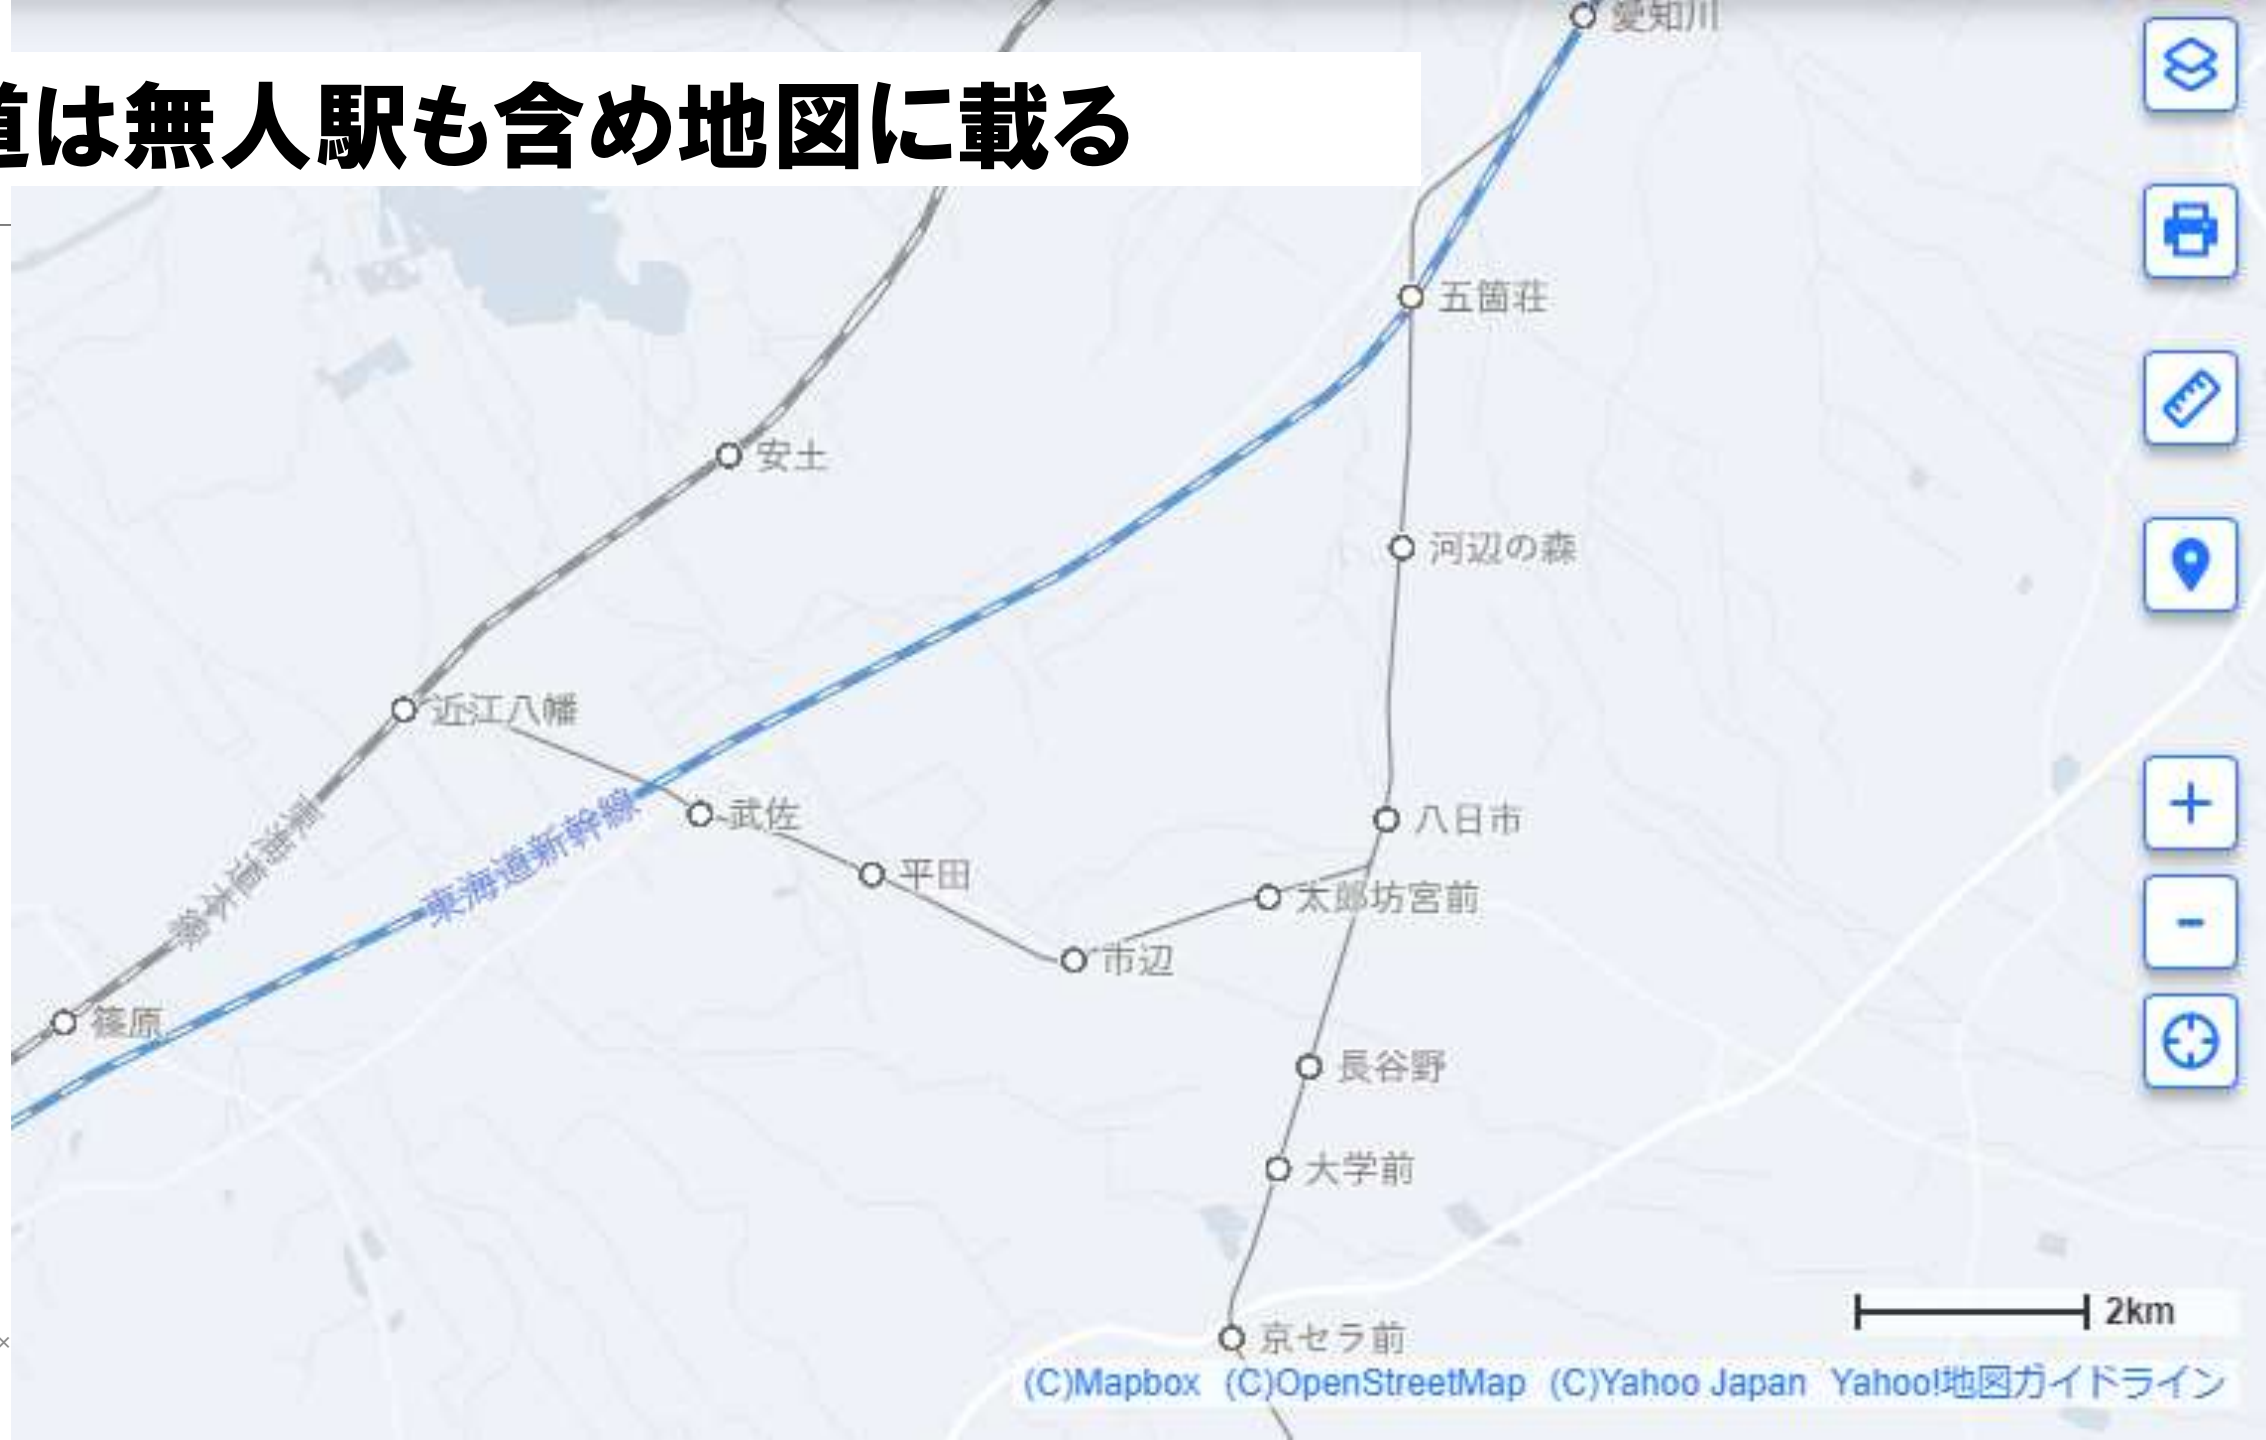 愛知川
道は無人駅も含め地図に載る
五箇荘
安土
河辺の森
近江八幡
武佐
八日市
東海道本線
東海道新幹線
平田
太郎坊宮前
市辺
篠原
長谷野
大学前
2km
京セラ前
(C)Mapbox (C)OpenStreetMap (C)Yahoo Japan Yahoo!地図ガイドライン